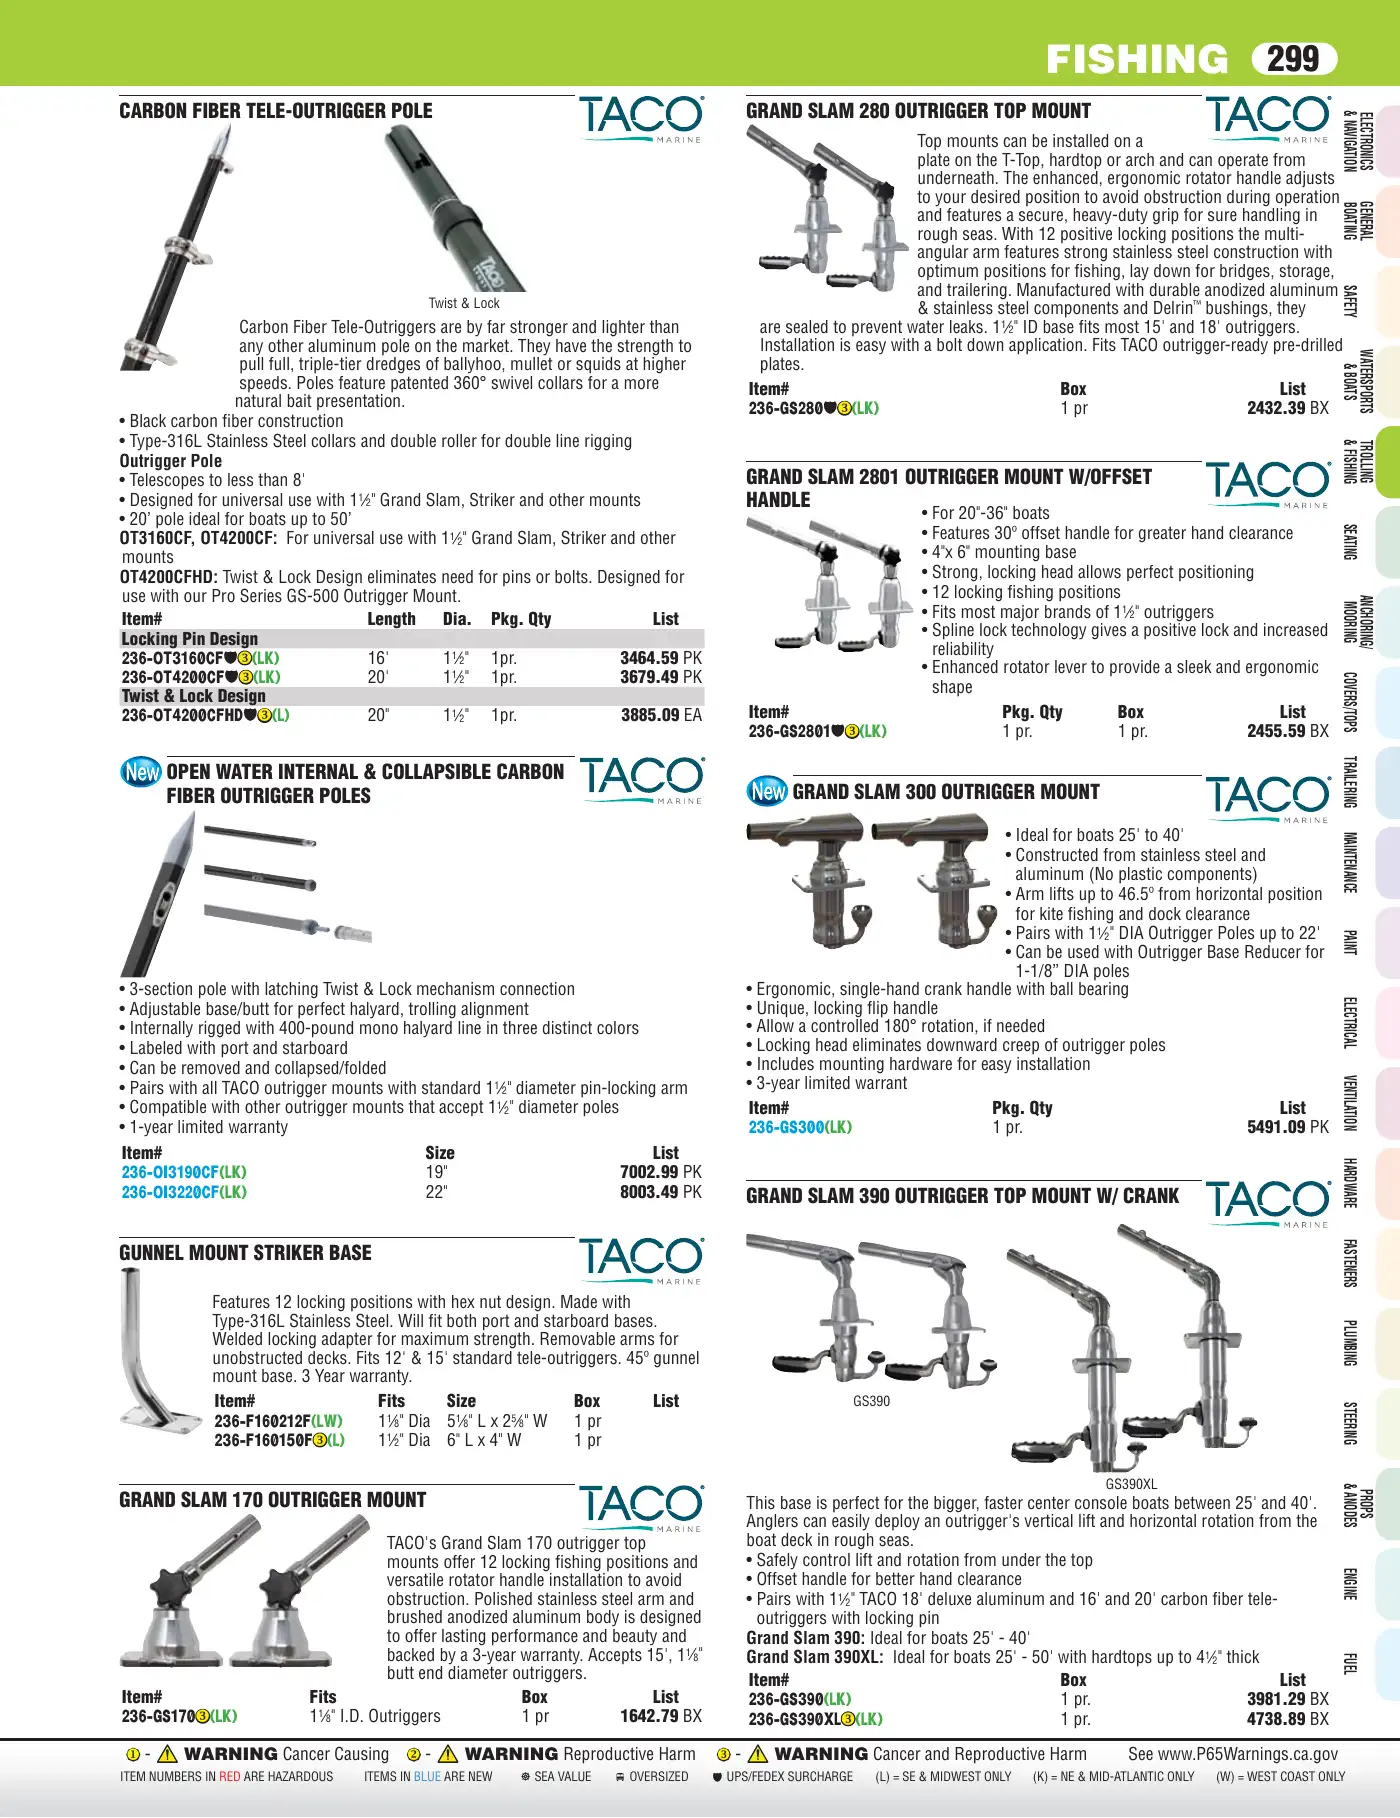 FISHING 299
CARBON FIBER TELE-OUTRIGGER POLE
TACO
MARINE
Twist & Lock
Carbon Fiber Tele-Outriggers are by far stronger and lighter than
any other aluminum pole on the market. They have the strength to
pull full, triple-tier dredges of ballyhoo, mullet or squids at higher
speeds. Poles feature patented 360° swivel collars for a more
natural bait presentation.
• Black carbon fiber construction
• Type-316L Stainless Steel collars and double roller for double line rigging
Outrigger Pole
• Telescopes to less than 8'
• Designed for universal use with 1½" Grand Slam, Striker and other mounts
• 20’ pole ideal for boats up to 50’
OT3160CF, OT4200CF: For universal use with 1½" Grand Slam, Striker and other
mounts
OT4200CFHD: Twist & Lock Design eliminates need for pins or bolts. Designed for
use with our Pro Series GS-500 Outrigger Mount.
Item# Length Dia. Pkg. Qty List
Locking Pin Design
236-OT3160CF 3 (LK) 16' 1½" 1pr. 3464.59 PK
236-OT4200CF 3 (LK) 20' 1½" 1pr. 3679.49 PK
Twist & Lock Design
236-OT4200CFHD 3 (L) 20" 1½" 1pr. 3885.09 EA
New OPEN WATER INTERNAL & COLLAPSIBLE CARBON
FIBER OUTRIGGER POLES
TACO
MARINE
• 3-section pole with latching Twist & Lock mechanism connection
• Adjustable base/butt for perfect halyard, trolling alignment
• Internally rigged with 400-pound mono halyard line in three distinct colors
• Labeled with port and starboard
• Can be removed and collapsed/folded
• Pairs with all TACO outrigger mounts with standard 1½" diameter pin-locking arm
• Compatible with other outrigger mounts that accept 1½" diameter poles
• 1-year limited warranty
Item# Size List
236-OI3190CF(LK) 19" 7002.99 PK
236-OI3220CF(LK) 22" 8003.49 PK
GUNNEL MOUNT STRIKER BASE
TACO
MARINE
Features 12 locking positions with hex nut design. Made with
Type-316L Stainless Steel. Will fit both port and starboard bases.
Welded locking adapter for maximum strength. Removable arms for
unobstructed decks. Fits 12' & 15' standard tele-outriggers. 45º gunnel
mount base. 3 Year warranty.
Item# Fits Size Box List
236-F160212F(LW) 1⅛" Dia 5⅛" L x 2⅝" W 1 pr
236-F160150F 3 (L) 1½" Dia 6" L x 4" W 1 pr
GRAND SLAM 170 OUTRIGGER MOUNT
TACO
MARINE
TACO's Grand Slam 170 outrigger top
mounts offer 12 locking fishing positions and
versatile rotator handle installation to avoid
obstruction. Polished stainless steel arm and
brushed anodized aluminum body is designed
to offer lasting performance and beauty and
backed by a 3-year warranty. Accepts 15', 1⅛"
butt end diameter outriggers.
Item# Fits Box List
236-GS170 3 (LK) 1⅛" I.D. Outriggers 1 pr 1642.79 BX
GRAND SLAM 280 OUTRIGGER TOP MOUNT
TACO
MARINE
Top mounts can be installed on a
plate on the T-Top, hardtop or arch and can operate from
underneath. The enhanced, ergonomic rotator handle adjusts
to your desired position to avoid obstruction during operation
and features a secure, heavy-duty grip for sure handling in
rough seas. With 12 positive locking positions the multi-
angular arm features strong stainless steel construction with
optimum positions for fishing, lay down for bridges, storage,
and trailering. Manufactured with durable anodized aluminum
& stainless steel components and Delrin™ bushings, they
are sealed to prevent water leaks. 1½" ID base fits most 15' and 18' outriggers.
Installation is easy with a bolt down application. Fits TACO outrigger-ready pre-drilled
plates.
Item# Box List
236-GS280 3 (LK) 1 pr 2432.39 BX
GRAND SLAM 2801 OUTRIGGER MOUNT W/OFFSET
HANDLE
TACO
MARINE
• For 20"-36" boats
• Features 30º offset handle for greater hand clearance
• 4"x 6" mounting base
• Strong, locking head allows perfect positioning
• 12 locking fishing positions
• Fits most major brands of 1½" outriggers
• Spline lock technology gives a positive lock and increased
reliability
• Enhanced rotator lever to provide a sleek and ergonomic
shape
Item# Pkg. Qty Box List
236-GS2801 3 (LK) 1 pr. 1 pr. 2455.59 BX
New GRAND SLAM 300 OUTRIGGER MOUNT
TACO
MARINE
• Ideal for boats 25' to 40'
• Constructed from stainless steel and
aluminum (No plastic components)
• Arm lifts up to 46.5º from horizontal position
for kite fishing and dock clearance
• Pairs with 1½" DIA Outrigger Poles up to 22'
• Can be used with Outrigger Base Reducer for
1-1/8” DIA poles
• Ergonomic, single-hand crank handle with ball bearing
• Unique, locking flip handle
• Allow a controlled 180° rotation, if needed
• Locking head eliminates downward creep of outrigger poles
• Includes mounting hardware for easy installation
• 3-year limited warrant
Item# Pkg. Qty List
236-GS300(LK) 1 pr. 5491.09 PK
GRAND SLAM 390 OUTRIGGER TOP MOUNT W/ CRANK
TACO
MARINE
GS390
GS390XL
This base is perfect for the bigger, faster center console boats between 25' and 40'.
Anglers can easily deploy an outrigger's vertical lift and horizontal rotation from the
boat deck in rough seas.
• Safely control lift and rotation from under the top
• Offset handle for better hand clearance
• Pairs with 1½" TACO 18' deluxe aluminum and 16' and 20' carbon fiber tele-
outriggers with locking pin
Grand Slam 390: Ideal for boats 25' - 40'
Grand Slam 390XL: Ideal for boats 25' - 50' with hardtops up to 4½" thick
Item# Box List
236-GS390(LK) 1 pr. 3981.29 BX
236-GS390XL 3 (LK) 1 pr. 4738.89 BX
ELECTRONICS
& NAVIGATION
GENERAL
BOATING
SAFETY
WATERSPORTS
& BOATS
TROLLING
& FISHING
SEATING
ANCHORING/
MOORING
COVERS/TOPS
TRAILERING
MAINTENANCE
PAINT
ELECTRICAL
VENTILATION
HARDWARE
FASTENERS
PLUMBING
STEERING
PROPS
& ANODES
ENGINE
FUEL
1 - WARNING Cancer Causing 2 - WARNING Reproductive Harm 3 - WARNING Cancer and Reproductive Harm See www.P65Warnings.ca.gov
ITEM NUMBERS IN RED ARE HAZARDOUS ITEMS IN BLUE ARE NEW SEA VALUE OVERSIZED UPS/FEDEX SURCHARGE (L) = SE & MIDWEST ONLY (K) = NE & MID-ATLANTIC ONLY (W) = WEST COAST ONLY